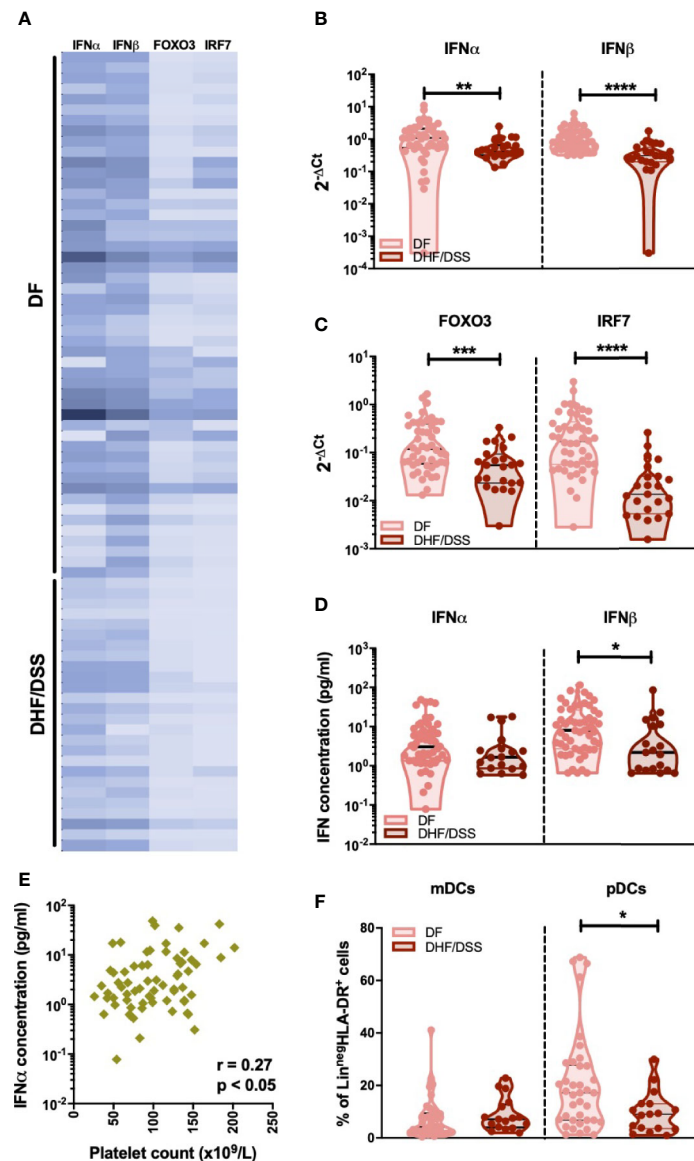 A
IFNα IFNβ FOXO3 IRF7
DF
DHF/DSS
B
IFNα IFNβ
** ****
2-ΔCt
10² 10¹ 10⁰ 10⁻¹ 10⁻² 10⁻³ 10⁻⁴
DF
DHF/DSS
C
FOXO3 IRF7
*** ****
2-ΔCt
10¹ 10⁰ 10⁻¹ 10⁻² 10⁻³
DF
DHF/DSS
D
IFNα IFNβ
*
IFN concentration (pg/ml)
10³ 10² 10¹ 10⁰ 10⁻¹ 10⁻²
DF
DHF/DSS
E
IFNα concentration (pg/ml)
10³ 10² 10¹ 10⁰ 10⁻¹ 10⁻²
r = 0.27
p < 0.05
0 50 100 150 200 250
Platelet count (x10⁹/L)
F
mDCs pDCs
*
% of LinnegHLA-DR⁺ cells
80 60 40 20 0
DF
DHF/DSS